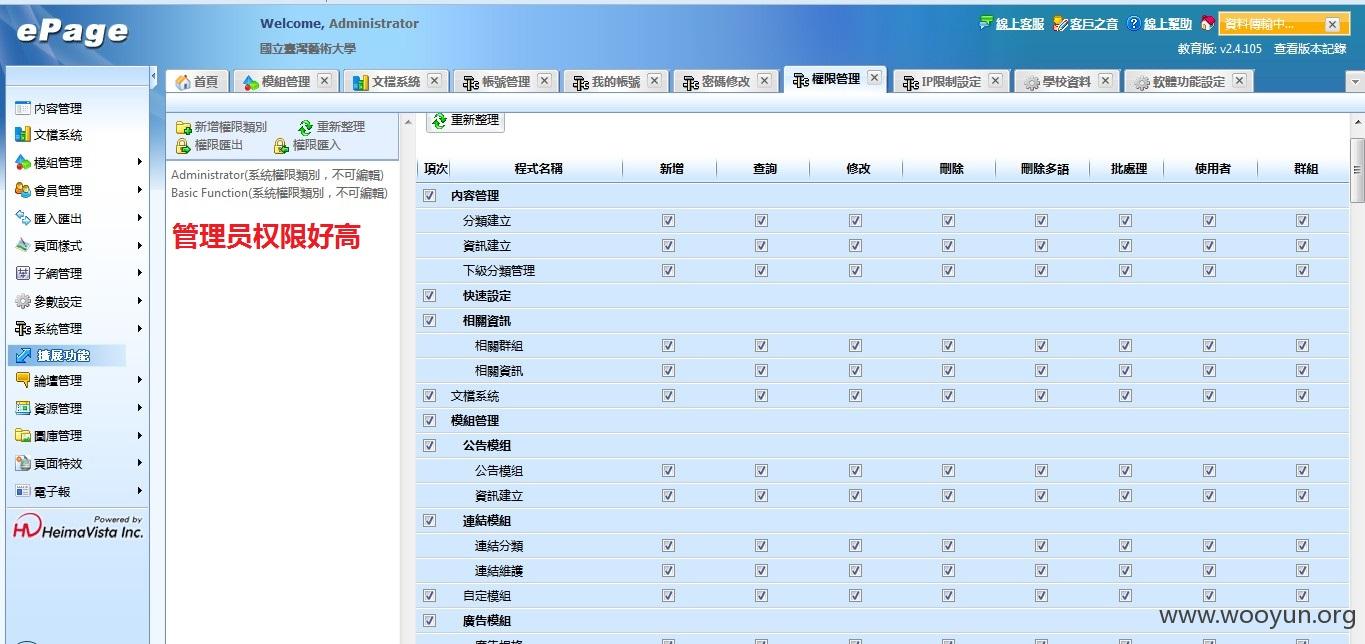 ePage
Welcome, Administrator
國立臺灣藝術大學
線上客服 客戶之音 線上幫助 資料傳輸中...
教育版: v2.4.105 查看版本記錄
首頁 模組管理 文檔系統 帳號管理 我的帳號 密碼修改 權限管理 IP限制設定 學校資料 軟體功能設定
內容管理
文檔系統
模組管理
會員管理
匯入匯出
頁面樣式
子網管理
參數設定
系統管理
擴展功能
論壇管理
資源管理
圖庫管理
頁面特效
電子報
Powered by
HeimaVista Inc.
新增權限類別 重新整理
權限匯出 權限匯入
Administrator(系統權限類別，不可編輯)
Basic Function(系統權限類別，不可編輯)
管理员权限好高
重新整理
項次 程式名稱 新增 查詢 修改 刪除 刪除多語 批處理 使用者 群組
內容管理
分類建立
資訊建立
下級分類管理
快速設定
相關資訊
相關群組
相關資訊
文檔系統
模組管理
公告模組
公告模組
資訊建立
連結模組
連結分類
連結維護
自定模組
廣告模組
www.wooyun.org